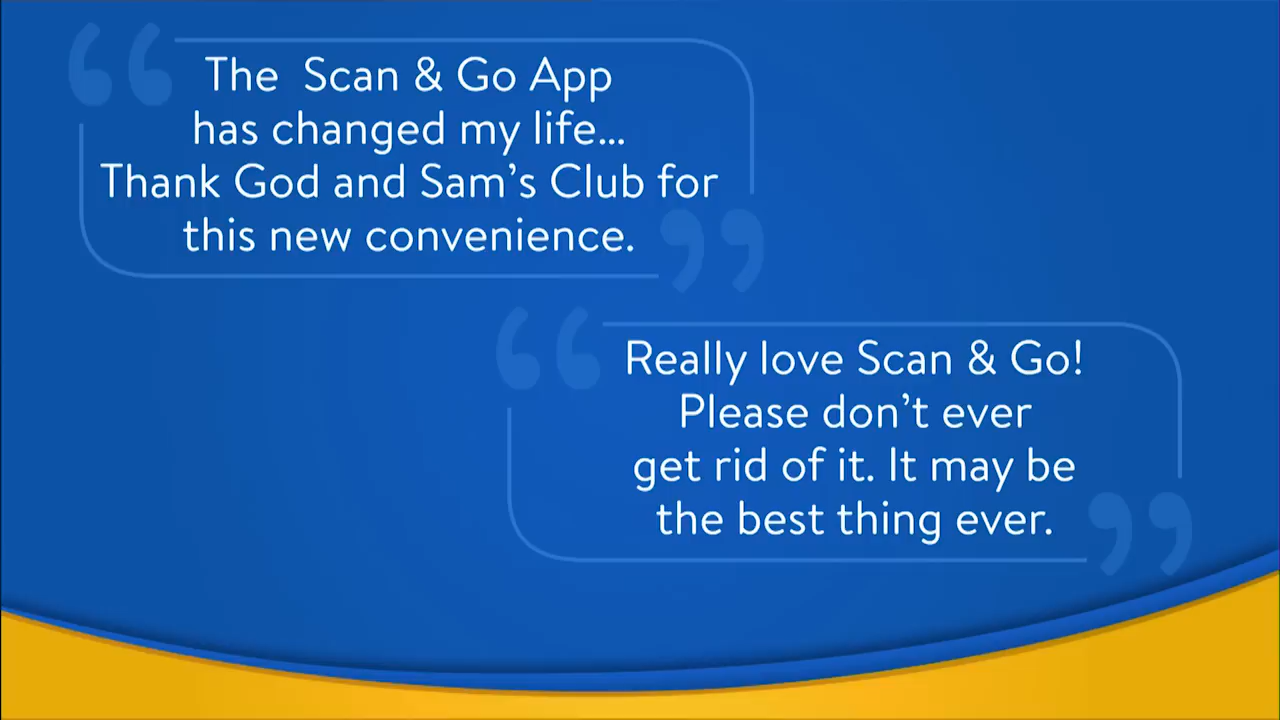 The Scan & Go App
has changed my life...
Thank God and Sam’s Club for
this new convenience.
Really love Scan & Go!
Please don’t ever
get rid of it. It may be
the best thing ever.